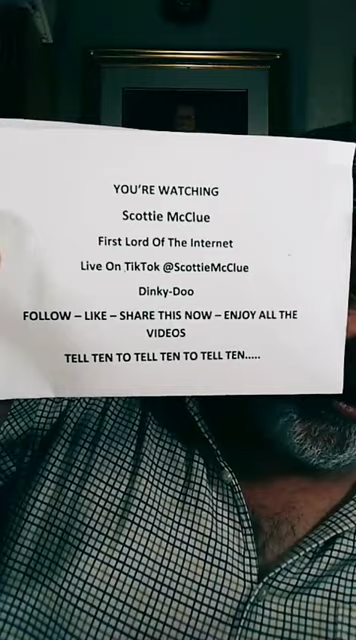 YOU'RE WATCHING
Scottie McClue
First Lord Of The Internet
Live On TikTok @ScottieMcClue
Dinky-Doo
FOLLOW – LIKE – SHARE THIS NOW – ENJOY ALL THE
VIDEOS
TELL TEN TO TELL TEN TO TELL TEN.....